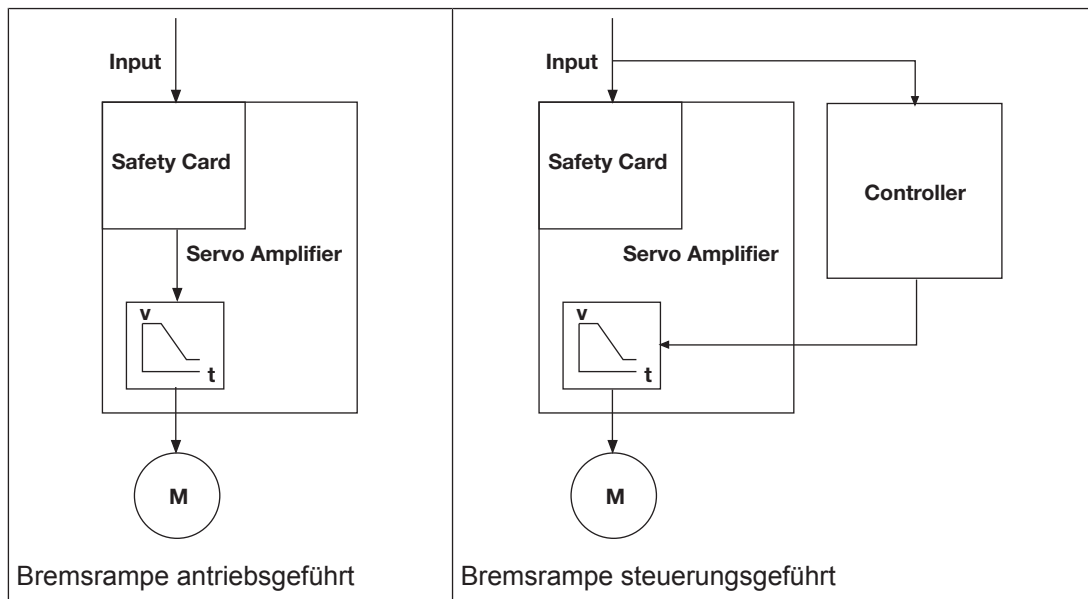 Input
Safety Card
Servo Amplifier
v
t
M
Bremsrampe antriebsgeführt
Input
Safety Card
Controller
Servo Amplifier
v
t
M
Bremsrampe steuerungsgeführt